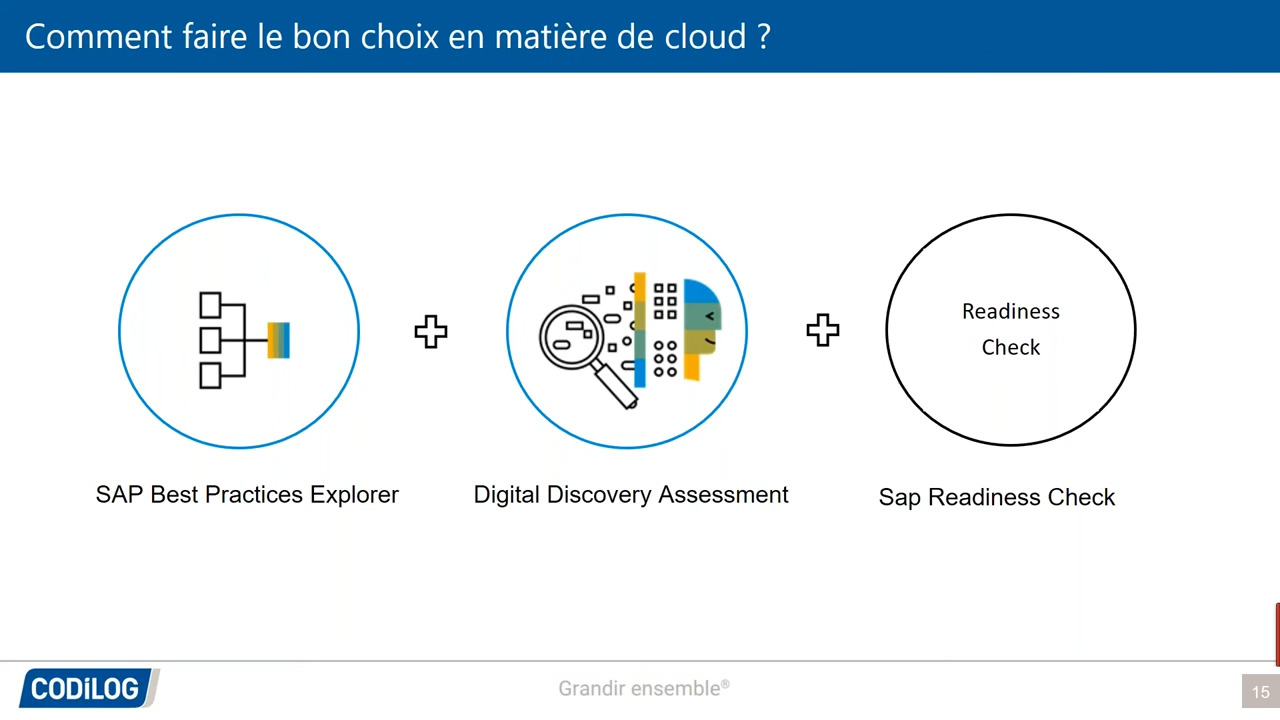 Comment faire le bon choix en matière de cloud ?
Readiness
Check
SAP Best Practices Explorer
Digital Discovery Assessment
Sap Readiness Check
CODiLOG
Grandir ensemble®
15